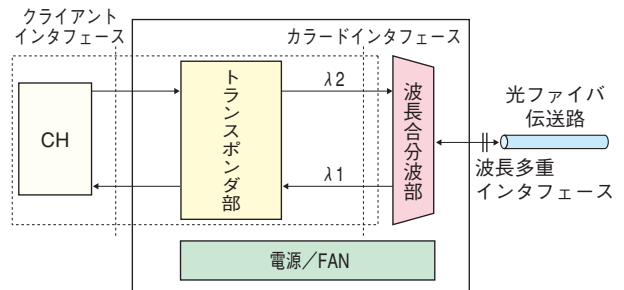 クライアント
インタフェース
カラードインタフェース
CH
トランスポンダ部
λ2
λ1
波長合分波部
光ファイバ
伝送路
波長多重
インタフェース
電源／FAN